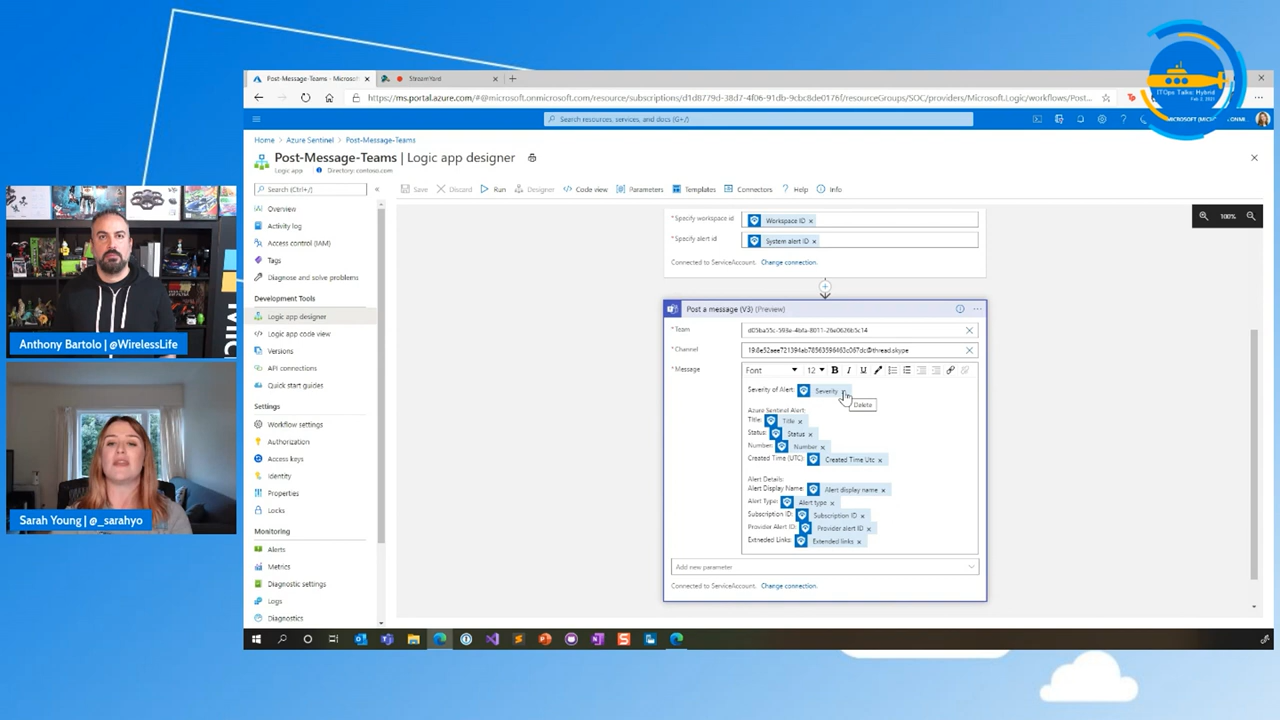 ITOps Talks: Hybrid
Feb 2, 2021
Post-Message-Teams - Microsof
StreamYard
https://ms.portal.azure.com/#@microsoft.onmicrosoft.com/resource/subscriptions/d1d8779d-38d7-4f06-91db-9cbc8de0176f/resourceGroups/SOC/providers/Microsoft.Logic/workflows/Post...
Search resources, services, and docs (G+/)
Home > Azure Sentinel > Post-Message-Teams
Post-Message-Teams | Logic app designer
Logic app
Directory: contoso.com
Search (Ctrl+/)
Save
Discard
Run
Designer
Code view
Parameters
Templates
Connectors
Help
Info
Overview
Activity log
Access control (IAM)
Tags
Diagnose and solve problems
Development Tools
Logic app designer
Logic app code view
Versions
API connections
Quick start guides
Settings
Workflow settings
Authorization
Access keys
Identity
Properties
Locks
Monitoring
Alerts
Metrics
Diagnostic settings
Logs
Diagnostics
100%
* Specify workspace id
Workspace ID
* Specify alert id
System alert ID
Connected to ServiceAccount. Change connection.
Post a message (V3) (Preview)
* Team
* Channel
* Message
Font
12
B I U
Severity of Alert: Severity
Delete
Azure Sentinel Alert:
Title: Title
Status: Status
Number: Number
Created Time (UTC): Created Time Utc
Alert Details:
Alert Display Name: Alert display name
Alert Type: Alert type
Subscription ID: Subscription ID
Provider Alert ID: Provider alert ID
Extneded Links: Extended links
Add new parameter
Connected to ServiceAccount. Change connection.
Anthony Bartolo | @WirelessLife
Sarah Young | @_sarahyo